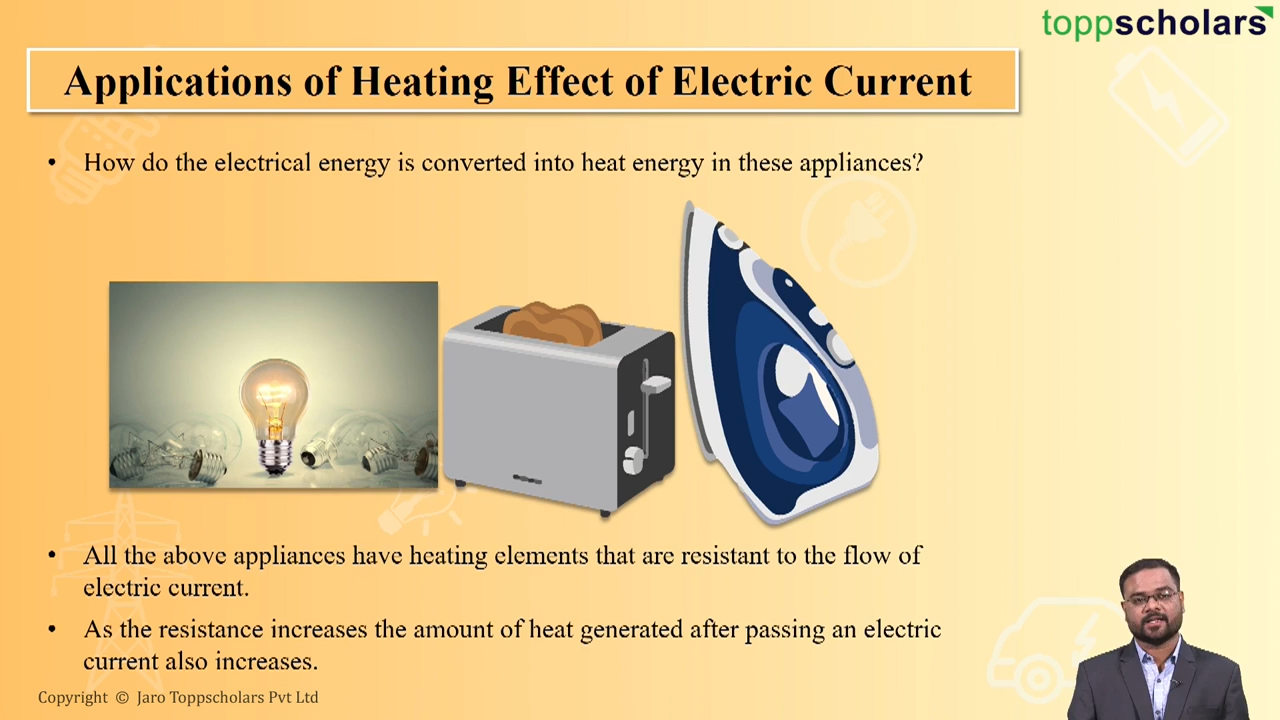 toppscholars
Applications of Heating Effect of Electric Current
• How do the electrical energy is converted into heat energy in these appliances?
• All the above appliances have heating elements that are resistant to the flow of
electric current.
• As the resistance increases the amount of heat generated after passing an electric
current also increases.
Copyright © Jaro Toppscholars Pvt Ltd